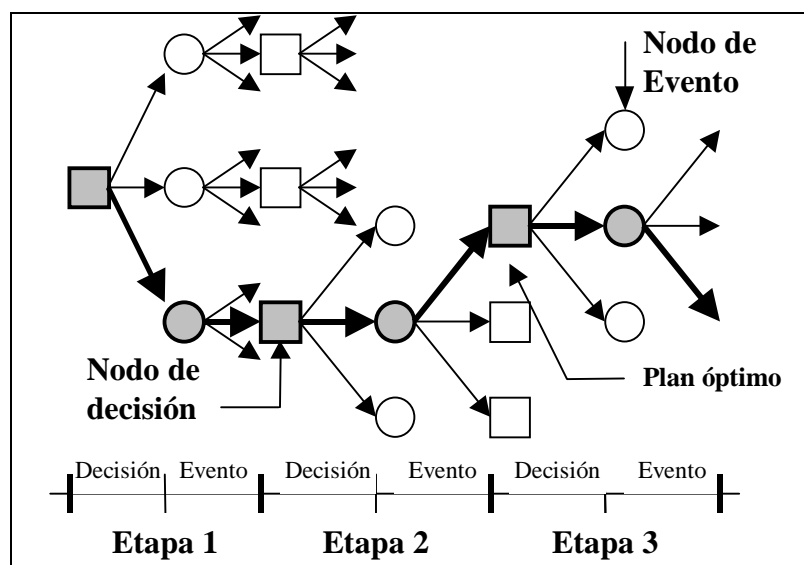 Nodo de
Evento
Nodo de
decisión
Plan óptimo
Decisión Evento Decisión Evento Decisión Evento
Etapa 1 Etapa 2 Etapa 3